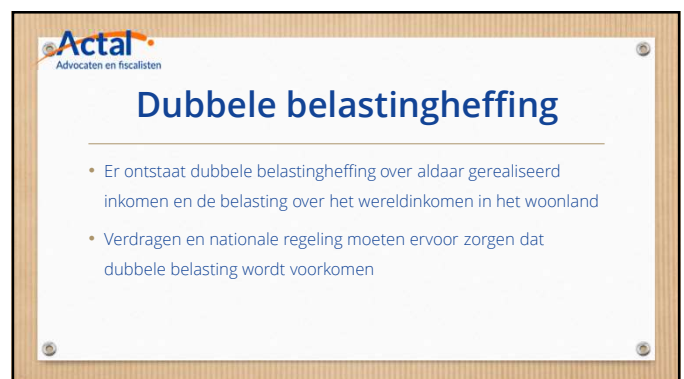 Actal
Advocaten en fiscalisten
Dubbele belastingheffing
• Er ontstaat dubbele belastingheffing over aldaar gerealiseerd
inkomen en de belasting over het wereldinkomen in het woonland
• Verdragen en nationale regeling moeten ervoor zorgen dat
dubbele belasting wordt voorkomen